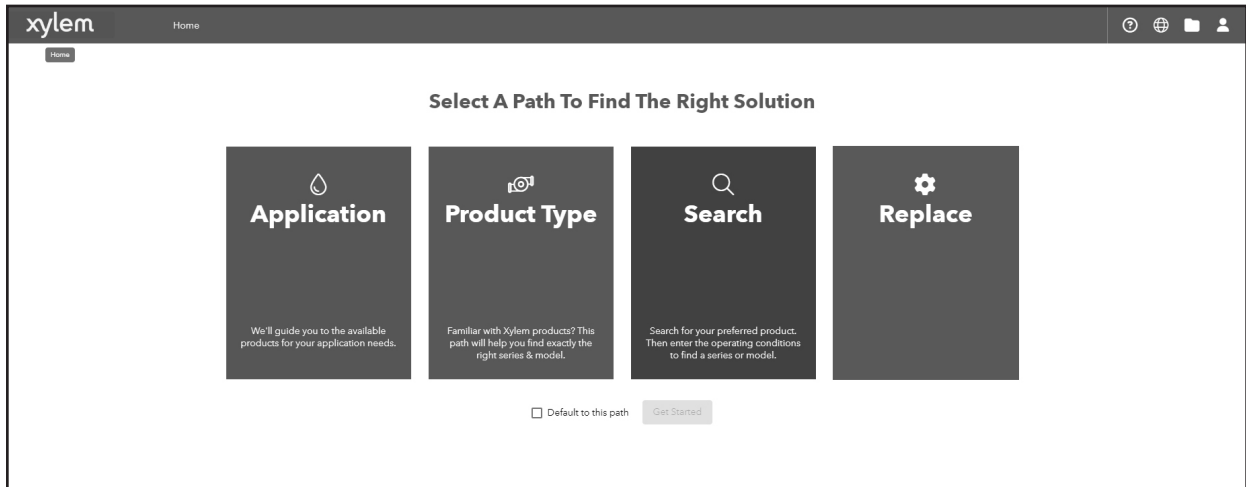 xylem
Home
Home
Select A Path To Find The Right Solution
Application
We'll guide you to the available
products for your application needs.
Product Type
Familiar with Xylem products? This
path will help you find exactly the
right series & model.
Search
Search for your preferred product.
Then enter the operating conditions
to find a series or model.
Replace
Default to this path
Get Started